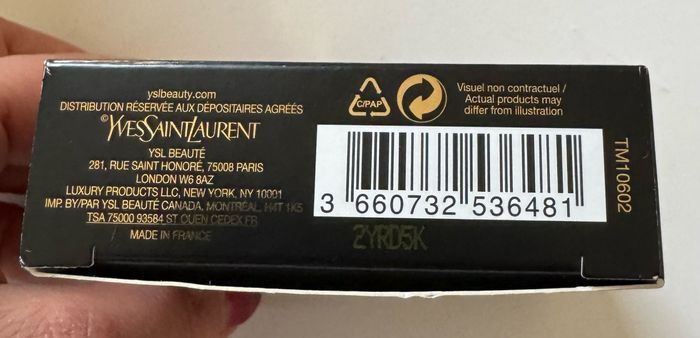 yslbeauty.com
DISTRIBUTION RÉSERVÉE AUX DÉPOSITAIRES AGRÉÉS
©YVESSAINTLAURENT
YSL BEAUTÉ
281, RUE SAINT HONORÉ, 75008 PARIS
LONDON W6 8AZ
LUXURY PRODUCTS LLC, NEW YORK, NY 10001
IMP. BY/PAR YSL BEAUTÉ CANADA, MONTRÉAL, H4T 1K5
TSA 75000 93584 ST OUEN CEDEX FR
MADE IN FRANCE
C/PAP
Visuel non contractuel /
Actual products may
differ from illustration
3 660732 536481
2YRD5K
TM10602